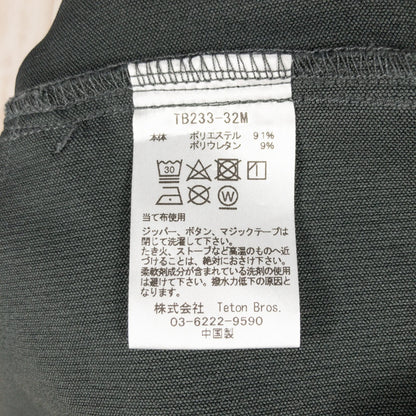 TB233-32M
本体 ポリエステル 91%
ポリウレタン 9%
30
W
当て布使用
ジッパー、ボタン、マジックテープは
閉じて洗濯して下さい。
たき火、ストーブなど高温のものへ近
づけることは、絶対におさけ下さい。
柔軟剤成分が含まれている洗剤の使用
は避けて下さい。撥水力低下の原因と
なります。
株式会社 Teton Bros.
03-6222-9590
中国製